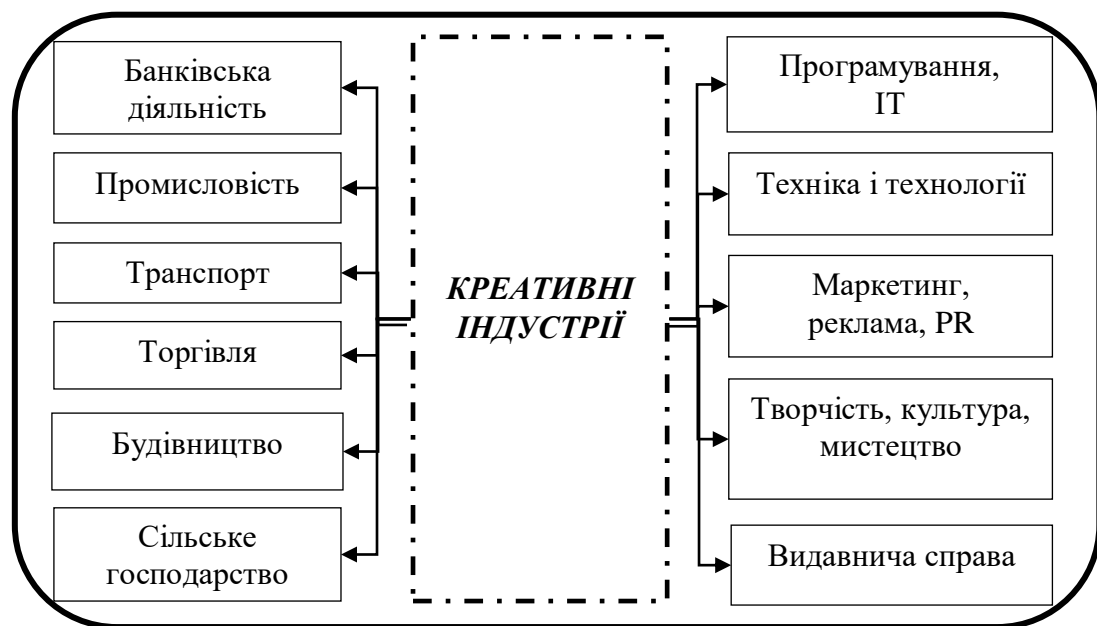 Банківська
діяльність
Промисловість
Транспорт
Торгівля
Будівництво
Сільське
господарство
КРЕАТИВНІ
ІНДУСТРІЇ
Програмування,
ІТ
Техніка і технології
Маркетинг,
реклама, PR
Творчість, культура,
мистецтво
Видавнича справа